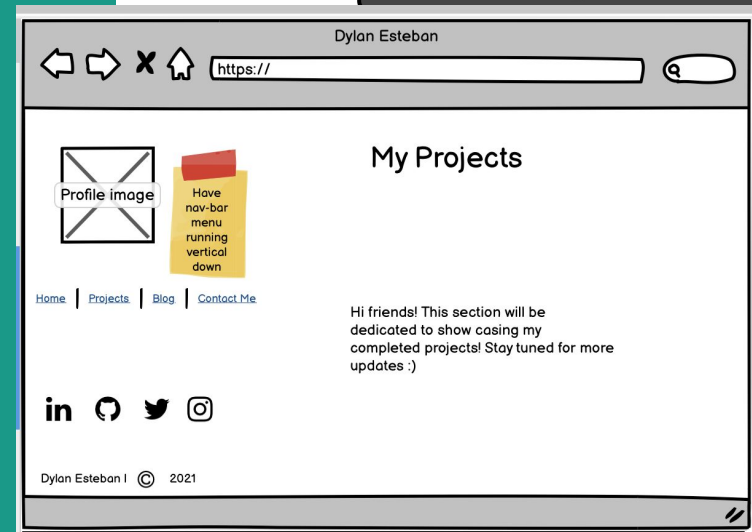 Dylan Esteban
https://
My Projects
Profile image
Have
nav-bar
menu
running
vertical
down
Home | Projects | Blog | Contact Me
Hi friends! This section will be
dedicated to show casing my
completed projects! Stay tuned for more
updates :)
in
Dylan Esteban | © 2021